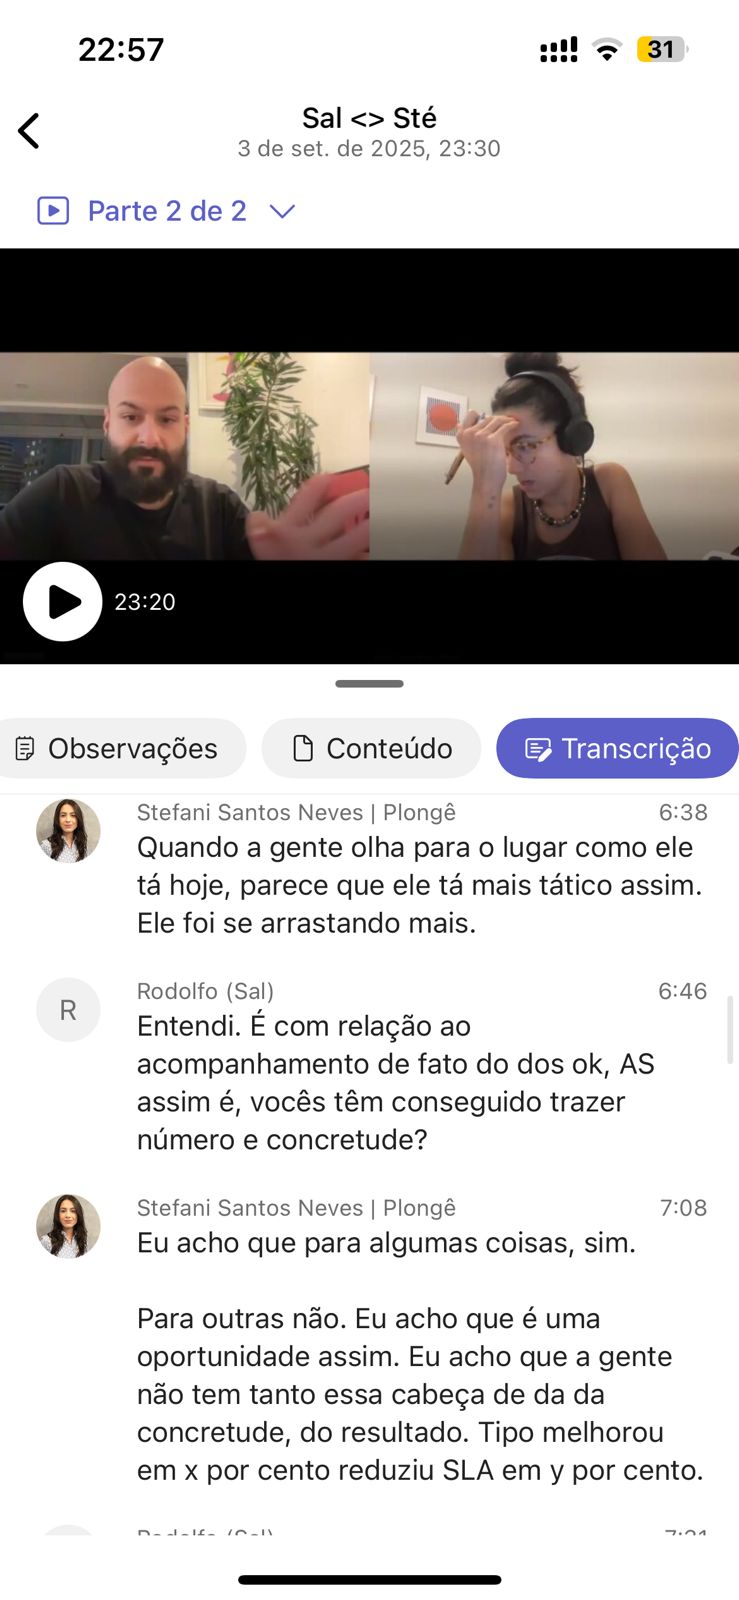 22:57
31
Sal <> Sté
3 de set. de 2025, 23:30
Parte 2 de 2
23:20
Observações
Conteúdo
Transcrição
Stefani Santos Neves | Plongê 6:38
Quando a gente olha para o lugar como ele
tá hoje, parece que ele tá mais tático assim.
Ele foi se arrastando mais.
R
Rodolfo (Sal) 6:46
Entendi. É com relação ao
acompanhamento de fato do dos ok, AS
assim é, vocês têm conseguido trazer
número e concretude?
Stefani Santos Neves | Plongê 7:08
Eu acho que para algumas coisas, sim.
Para outras não. Eu acho que é uma
oportunidade assim. Eu acho que a gente
não tem tanto essa cabeça de da da
concretude, do resultado. Tipo melhorou
em x por cento reduziu SLA em y por cento.
Rodolfo (Sal) 7:21